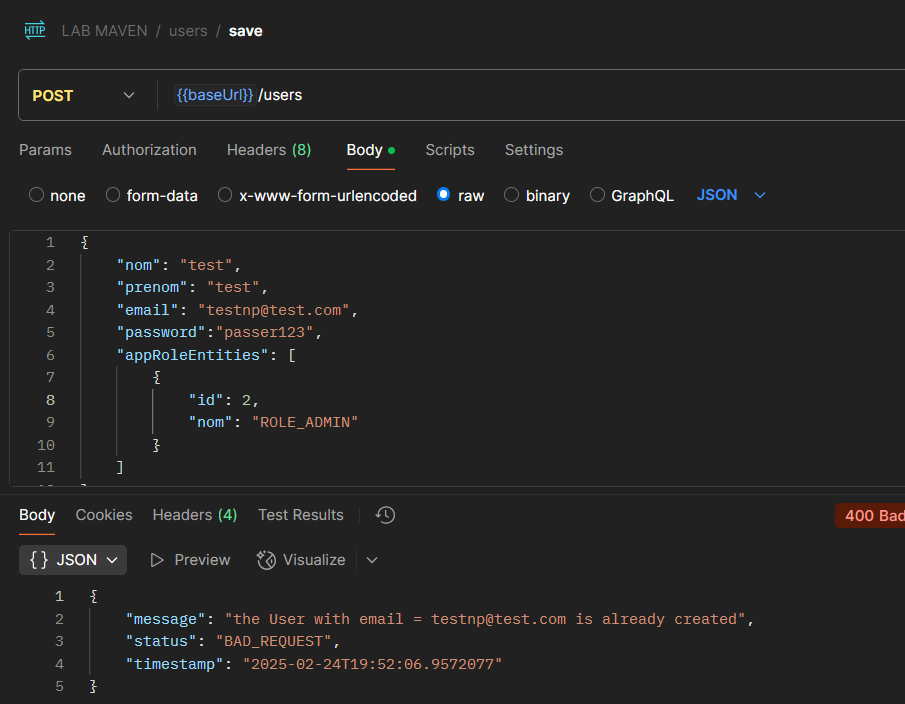 HTTP LAB MAVEN / users / save
POST {{baseUrl}} /users
Params Authorization Headers (8) Body Scripts Settings
none form-data x-www-form-urlencoded raw binary GraphQL JSON
1 {
2 "nom": "test",
3 "prenom": "test",
4 "email": "testnp@test.com",
5 "password":"passer123",
6 "appRoleEntities": [
7 {
8 "id": 2,
9 "nom": "ROLE_ADMIN"
10 }
11 ]
Body Cookies Headers (4) Test Results 400 Bad
{} JSON Preview Visualize
1 {
2 "message": "the User with email = testnp@test.com is already created",
3 "status": "BAD_REQUEST",
4 "timestamp": "2025-02-24T19:52:06.9572077"
5 }